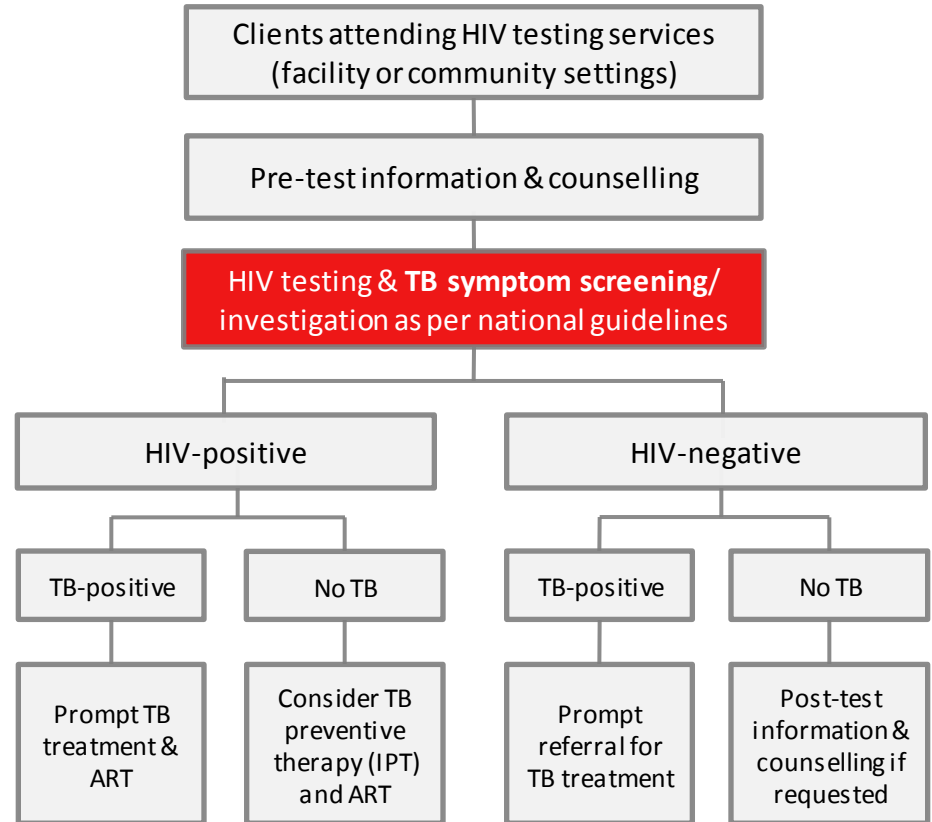 Clients attending HIV testing services
(facility or community settings)
Pre-test information & counselling
HIV testing & TB symptom screening/
investigation as per national guidelines
HIV-positive
HIV-negative
TB-positive
No TB
TB-positive
No TB
Prompt TB
treatment &
ART
Consider TB
preventive
therapy (IPT)
and ART
Prompt
referral for
TB treatment
Post-test
information &
counselling if
requested